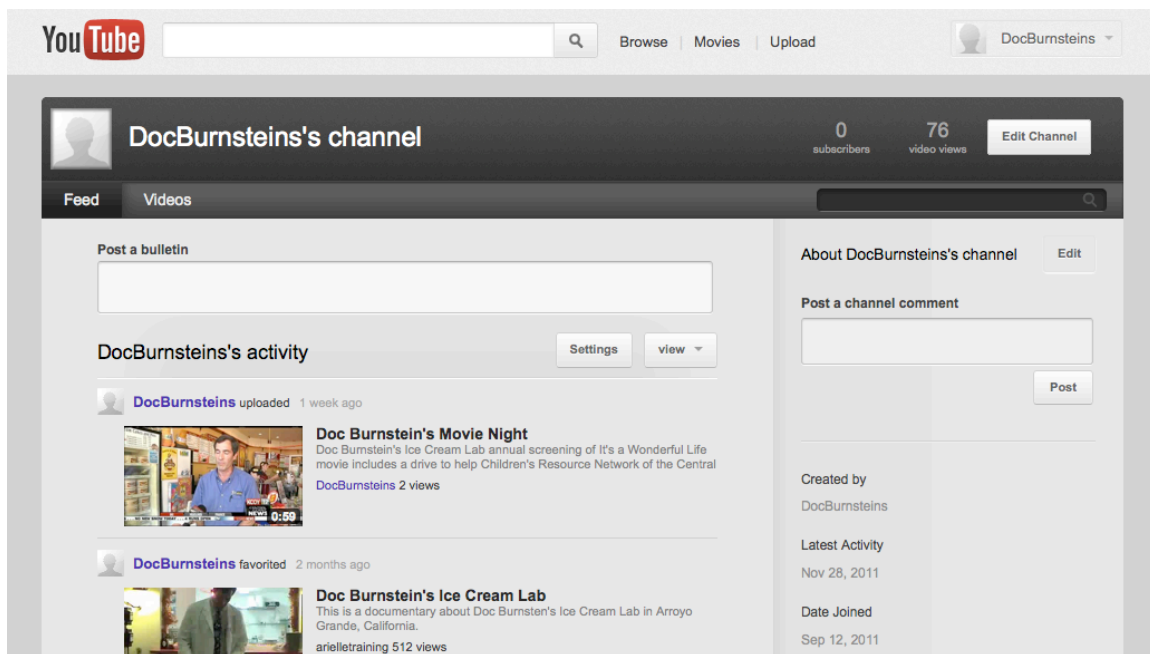 You Tube
Browse | Movies | Upload
DocBurnsteins
DocBurnsteins's channel
0
subscribers
76
video views
Edit Channel
Feed
Videos
Post a bulletin
DocBurnsteins's activity
Settings
view
DocBurnsteins uploaded 1 week ago
Doc Burnstein's Movie Night
Doc Burnstein's Ice Cream Lab annual screening of It's a Wonderful Life
movie includes a drive to help Children's Resource Network of the Central
DocBurnsteins 2 views
NEWS
0:59
DocBurnsteins favorited 2 months ago
Doc Burnstein's Ice Cream Lab
This is a documentary about Doc Burnsten's Ice Cream Lab in Arroyo
Grande, California.
arielletraining 512 views
About DocBurnsteins's channel
Edit
Post a channel comment
Post
Created by
DocBurnsteins
Latest Activity
Nov 28, 2011
Date Joined
Sep 12, 2011